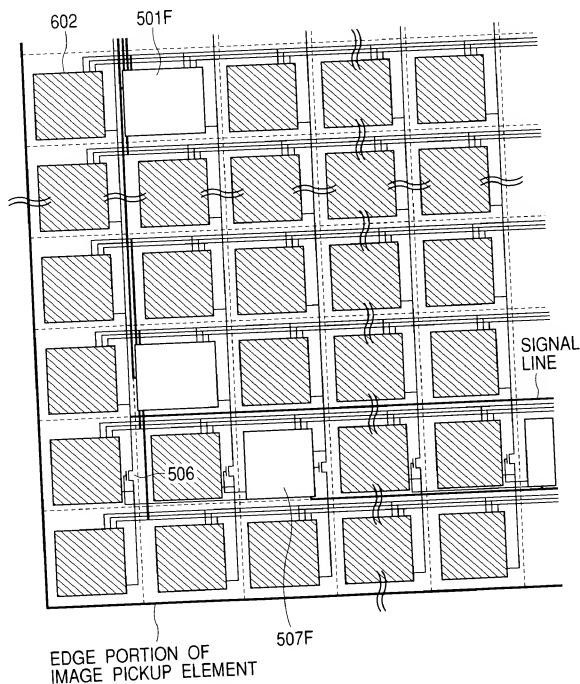 602
501F
SIGNAL
LINE
506
507F
EDGE PORTION OF
IMAGE PICKUP ELEMENT